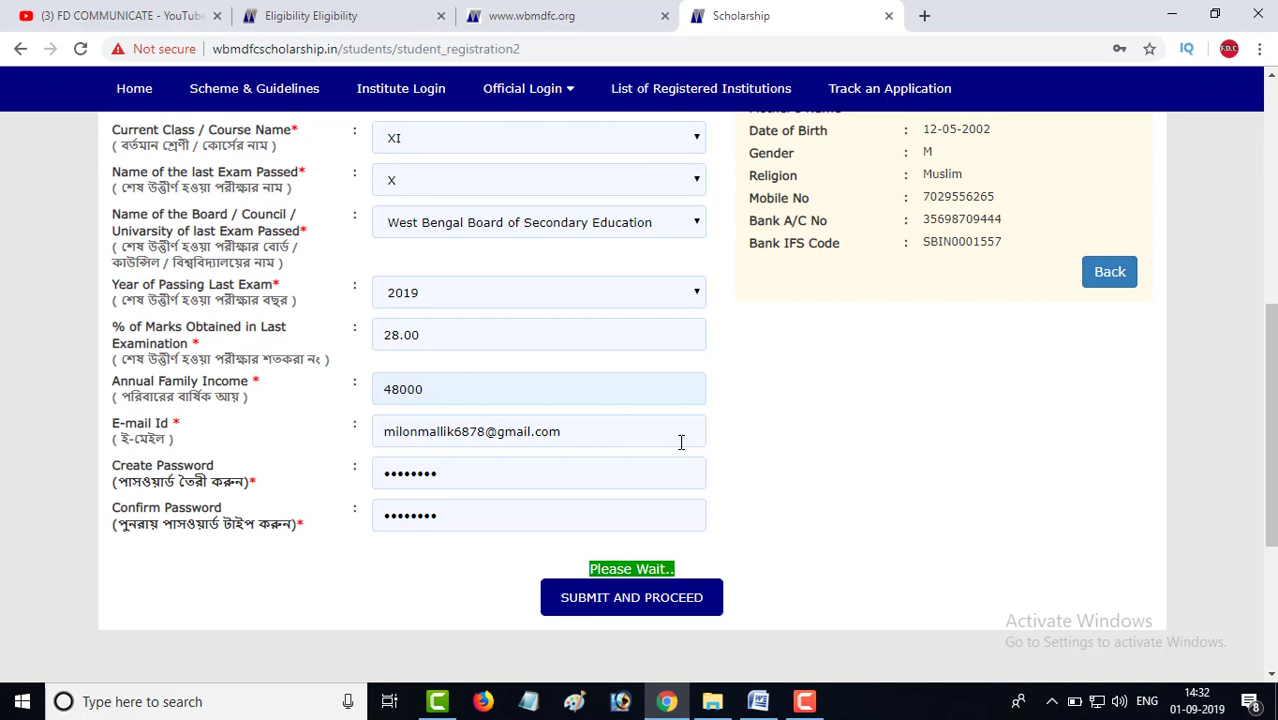 (3) FD COMMUNICATE - YouTube
Eligibility Eligibility
www.wbmdfc.org
Scholarship
Not secure
wbmdfcscholarship.in/students/student_registration2
IQ
F.D.C
Home
Scheme & Guidelines
Institute Login
Official Login
List of Registered Institutions
Track an Application
Current Class / Course Name* : XI
( বর্তমান শ্রেণী / কোর্সের নাম )
Name of the last Exam Passed* : X
( শেষ উত্তীর্ণ হওয়া পরীক্ষার নাম )
Name of the Board / Council / : West Bengal Board of Secondary Education
University of last Exam Passed*
( শেষ উত্তীর্ণ হওয়া পরীক্ষার বোর্ড /
কাউন্সিল / বিশ্ববিদ্যালয়ের নাম )
Year of Passing Last Exam* : 2019
( শেষ উত্তীর্ণ হওয়া পরীক্ষার বছর )
% of Marks Obtained in Last : 28.00
Examination *
( শেষ উত্তীর্ণ হওয়া পরীক্ষার শতকরা নং )
Annual Family Income * : 48000
( পরিবারের বার্ষিক আয় )
E-mail Id * : milonmallik6878@gmail.com
( ই-মেইল )
Create Password : ••••••••
(পাসওয়ার্ড তৈরী করুন)*
Confirm Password : ••••••••
(পুনরায় পাসওয়ার্ড টাইপ করুন)*
Please Wait..
SUBMIT AND PROCEED
Date of Birth : 12-05-2002
Gender : M
Religion : Muslim
Mobile No : 7029556265
Bank A/C No : 35698709444
Bank IFS Code : SBIN0001557
Back
Activate Windows
Go to Settings to activate Windows.
Type here to search
ENG
14:32
01-09-2019
8